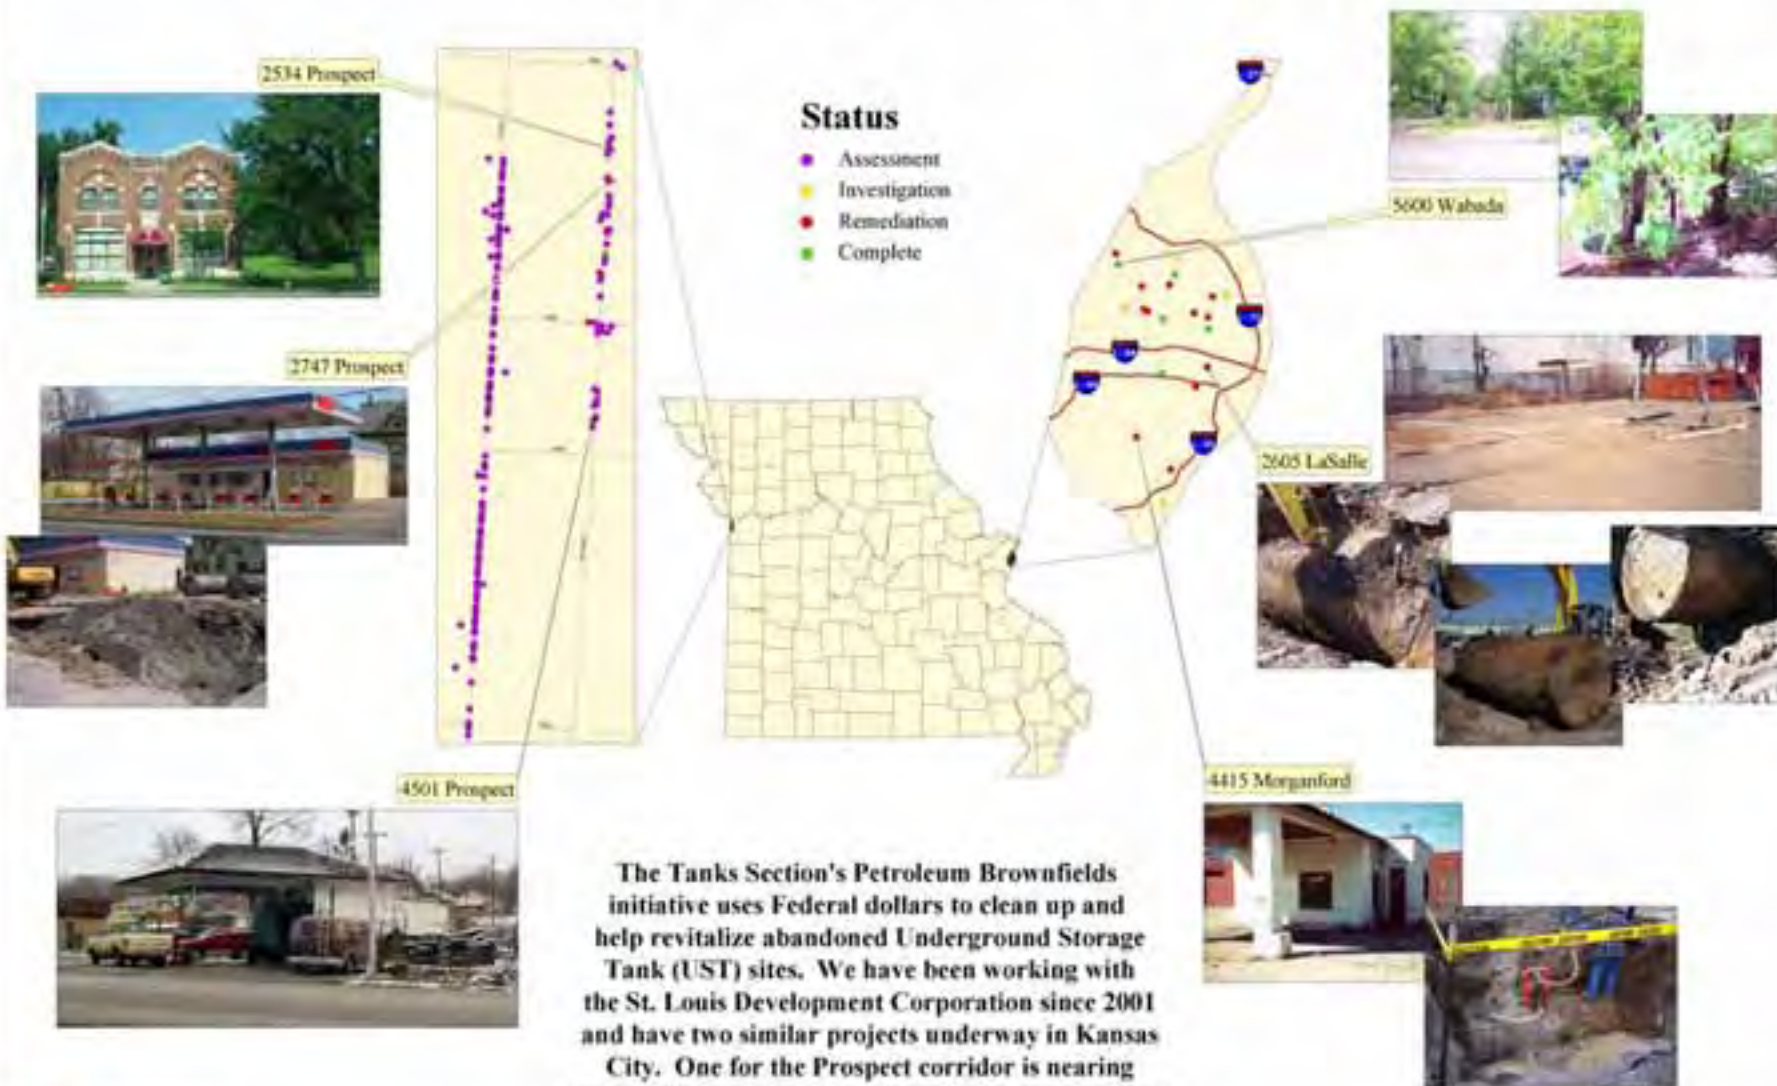 2534 Prospect
2747 Prospect
4501 Prospect
Status
Assessment
Investigation
Remediation
Complete
5600 Wabada
2605 LaSalle
4415 Morganford
The Tanks Section's Petroleum Brownfields
initiative uses Federal dollars to clean up and
help revitalize abandoned Underground Storage
Tank (UST) sites. We have been working with
the St. Louis Development Corporation since 2001
and have two similar projects underway in Kansas
City. One for the Prospect corridor is nearing